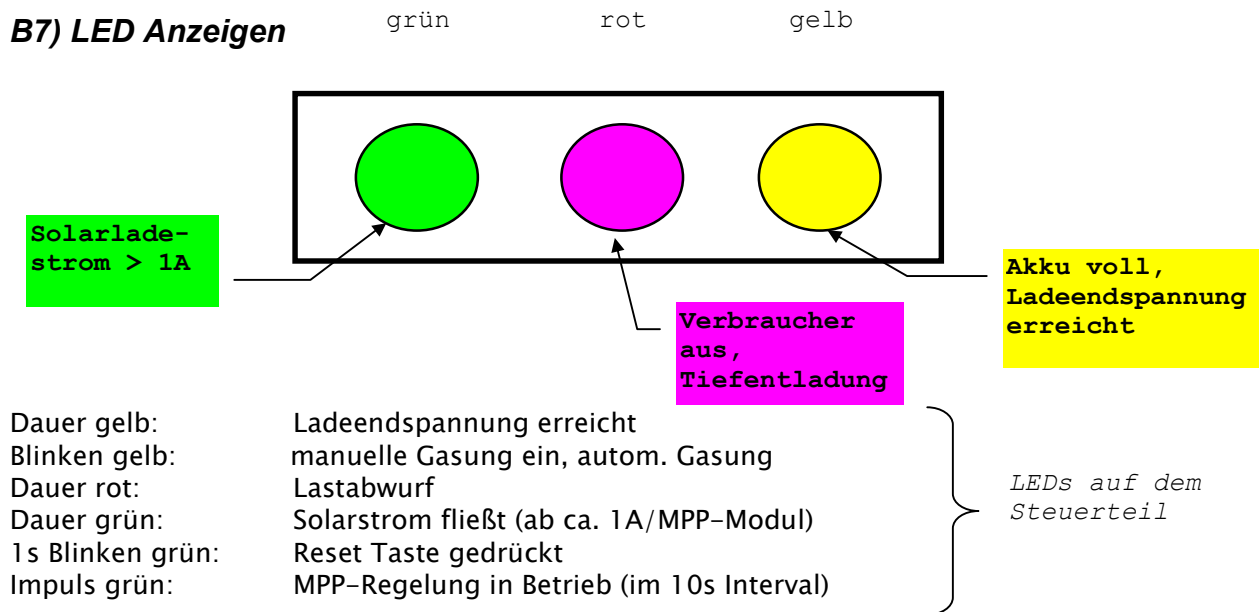 B7) LED Anzeigen
grün rot gelb
Solarlade-
strom > 1A
Verbraucher
aus,
Tiefentladung
Akku voll,
Ladeendspannung
erreicht
Dauer gelb: Ladeendspannung erreicht
Blinken gelb: manuelle Gasung ein, autom. Gasung
Dauer rot: Lastabwurf
Dauer grün: Solarstrom fließt (ab ca. 1A/MPP-Modul)
1s Blinken grün: Reset Taste gedrückt
Impuls grün: MPP-Regelung in Betrieb (im 10s Interval)
LEDs auf dem
Steuerteil